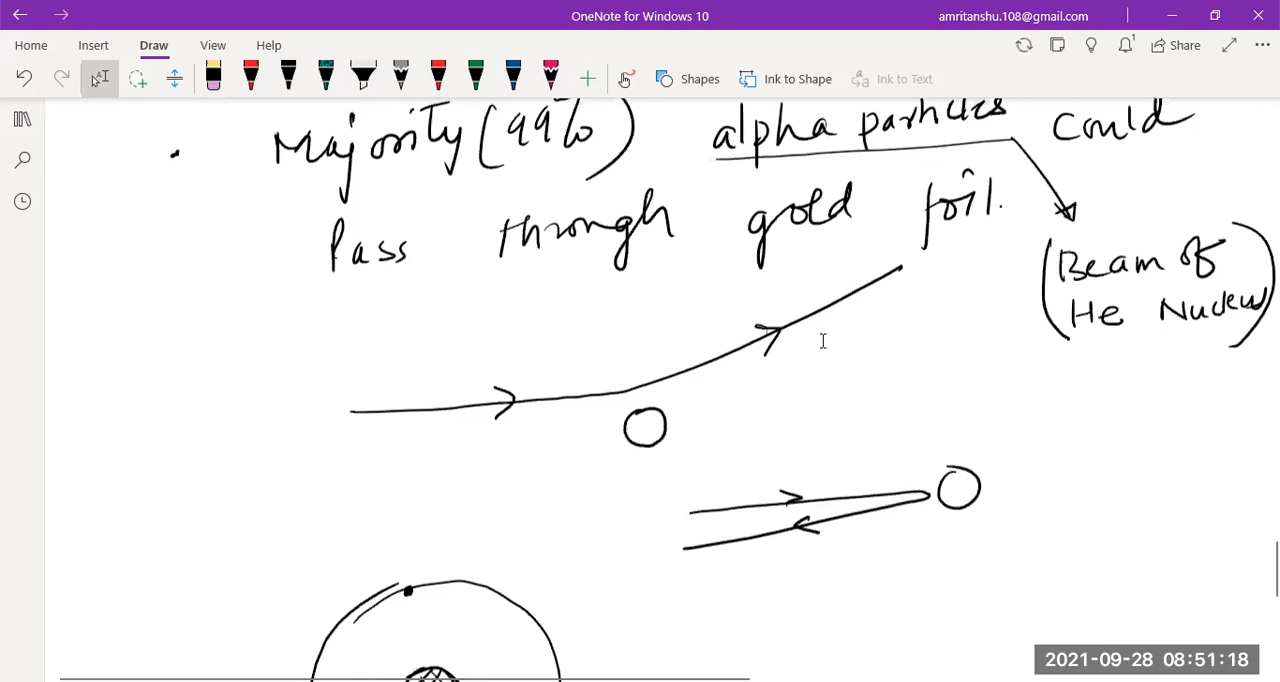 OneNote for Windows 10
amritanshu.108@gmail.com
Home Insert Draw View Help
Share
Shapes Ink to Shape Ink to Text
Majority (99%) alpha particles could
Pass through gold foil.
(Beam of
He Nucleus)
2021-09-28 08:51:18